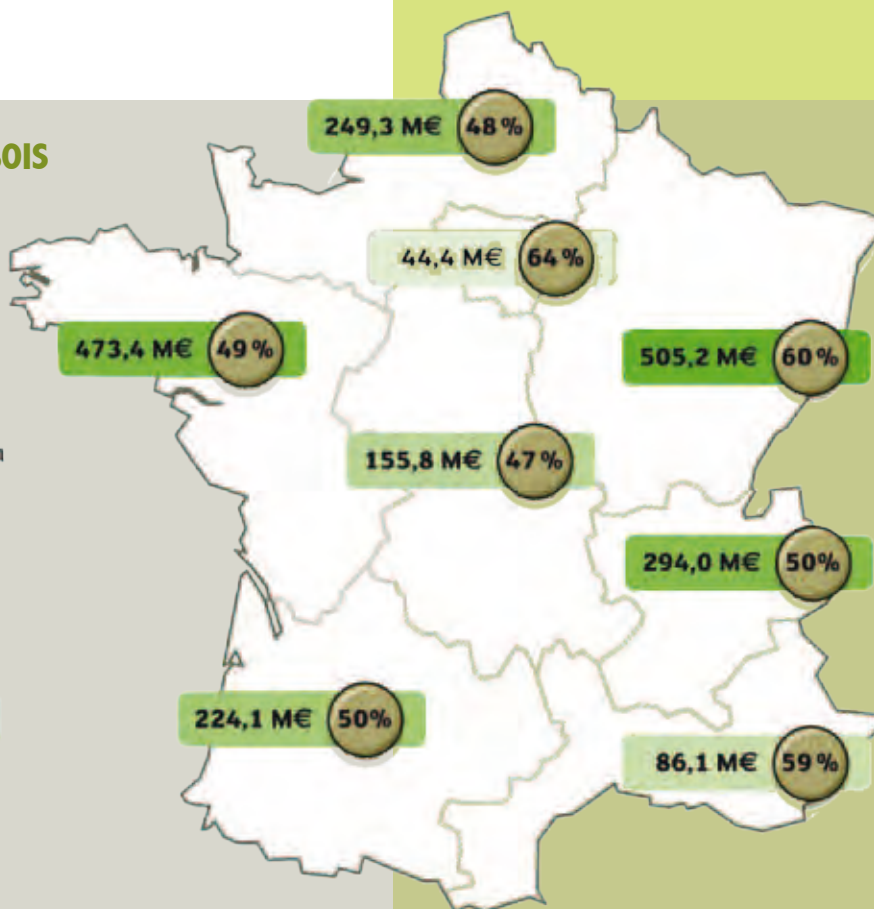 249,3 M€ 48%
OIS
44,4 M€ 64%
473,4 M€ 49%
505,2 M€ 60%
155,8 M€ 47%
294,0 M€ 50%
224,1 M€ 50%
86,1 M€ 59%